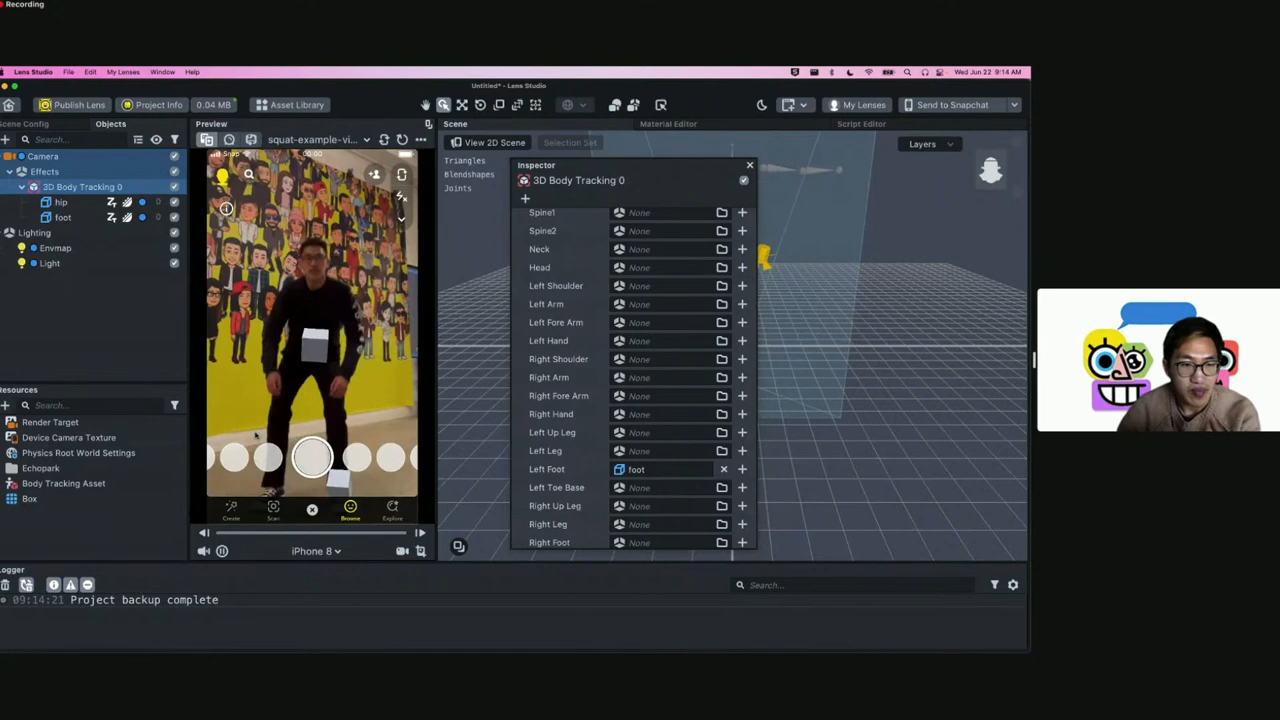 Recording
Lens Studio File Edit My Lenses Window Help
Wed Jun 22 9:14 AM
Untitled* - Lens Studio
Publish Lens Project Info 0.04 MB Asset Library
My Lenses Send to Snapchat
Scene Config Objects
Search...
Camera
Effects
3D Body Tracking 0
hip
foot
Lighting
Envmap
Light
Resources
Search...
Render Target
Device Camera Texture
Physics Root World Settings
Echopark
Body Tracking Asset
Box
Preview
squat-example-vi...
Snap
00:00
Create Scan Browse Explore
iPhone 8
Scene Material Editor Script Editor
View 2D Scene Selection Set Layers
Triangles
Blendshapes
Joints
Inspector
3D Body Tracking 0
Spine1 None
Spine2 None
Neck None
Head None
Left Shoulder None
Left Arm None
Left Fore Arm None
Left Hand None
Right Shoulder None
Right Arm None
Right Fore Arm None
Right Hand None
Left Up Leg None
Left Leg None
Left Foot foot
Left Toe Base None
Right Up Leg None
Right Leg None
Right Foot None
Logger
Search...
09:14:21 Project backup complete